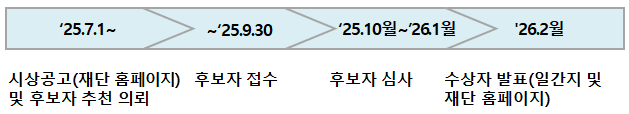 ‘25.7.1~
~‘25.9.30
‘25.10월~’26.1월
'26.2월
시상공고(재단 홈페이지)
및 후보자 추천 의뢰
후보자 접수
후보자 심사
수상자 발표(일간지 및
재단 홈페이지)